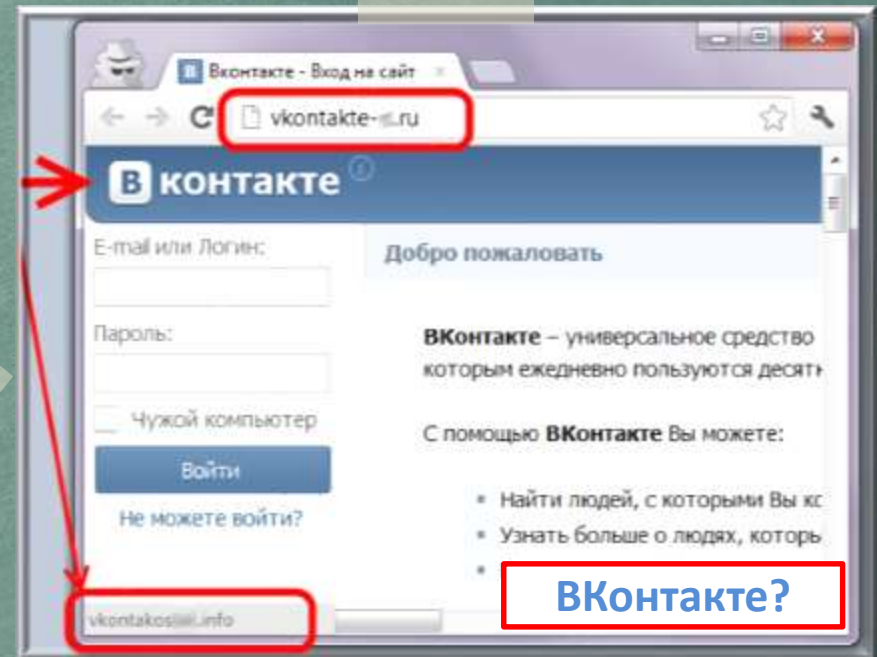 Вконтакте - Вход на сайт
vkontakte- .ru
В контакте
E-mail или Логин:
Добро пожаловать
Пароль:
ВКонтакте – универсальное средство
которым ежедневно пользуются десятк
Чужой компьютер
С помощью ВКонтакте Вы можете:
Войти
Найти людей, с которыми Вы кс
Не можете войти?
Узнать больше о людях, которы
ВКонтакте?
vkontakos .info